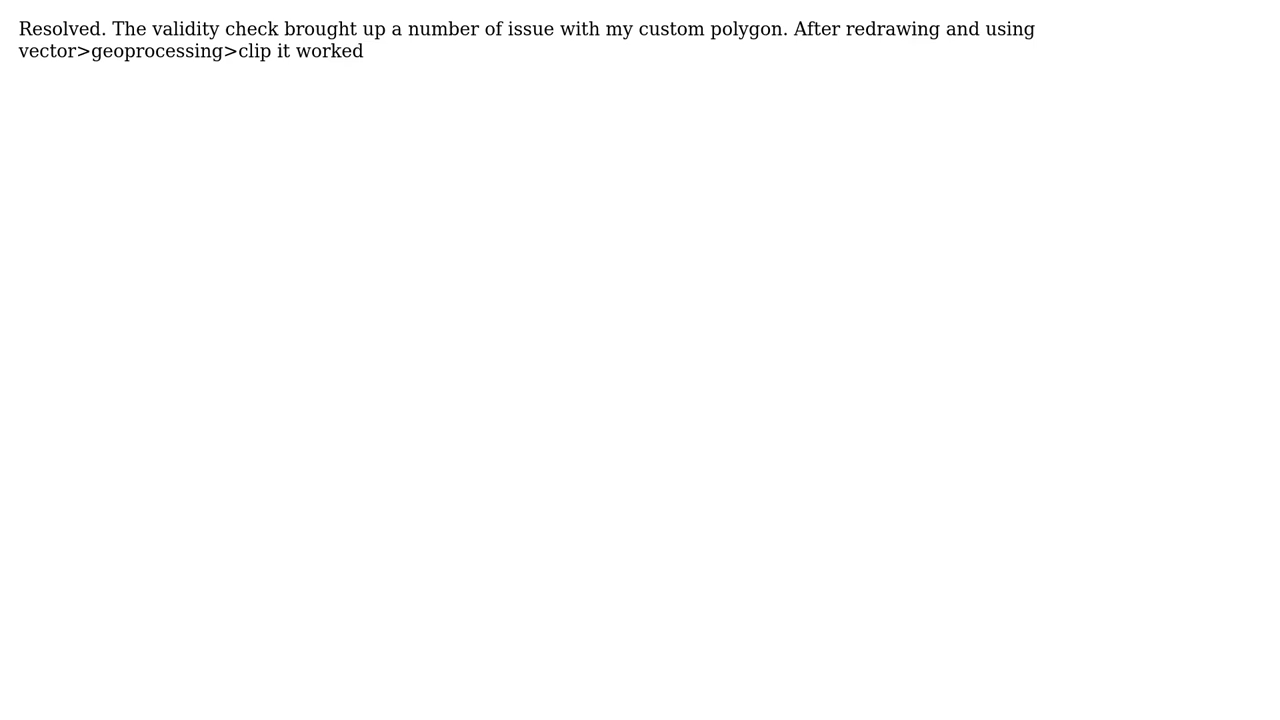 Resolved. The validity check brought up a number of issue with my custom polygon. After redrawing and using
vector>geoprocessing>clip it worked